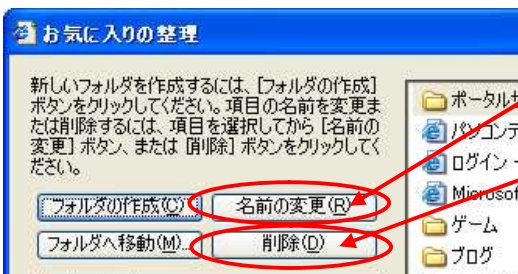 お気に入りの整理
新しいフォルダを作成するには、[フォルダの作成]
ボタンをクリックしてください。項目の名前を変更ま
たは削除するには、項目を選択してから [名前の
変更] ボタン、または [削除] ボタンをクリックしてく
ださい。
フォルダの作成(C)
名前の変更(R)
フォルダへ移動(M)...
削除(D)
ポータルサ
パソコンテ
ログイン -
Microsoft
ゲーム
ブログ